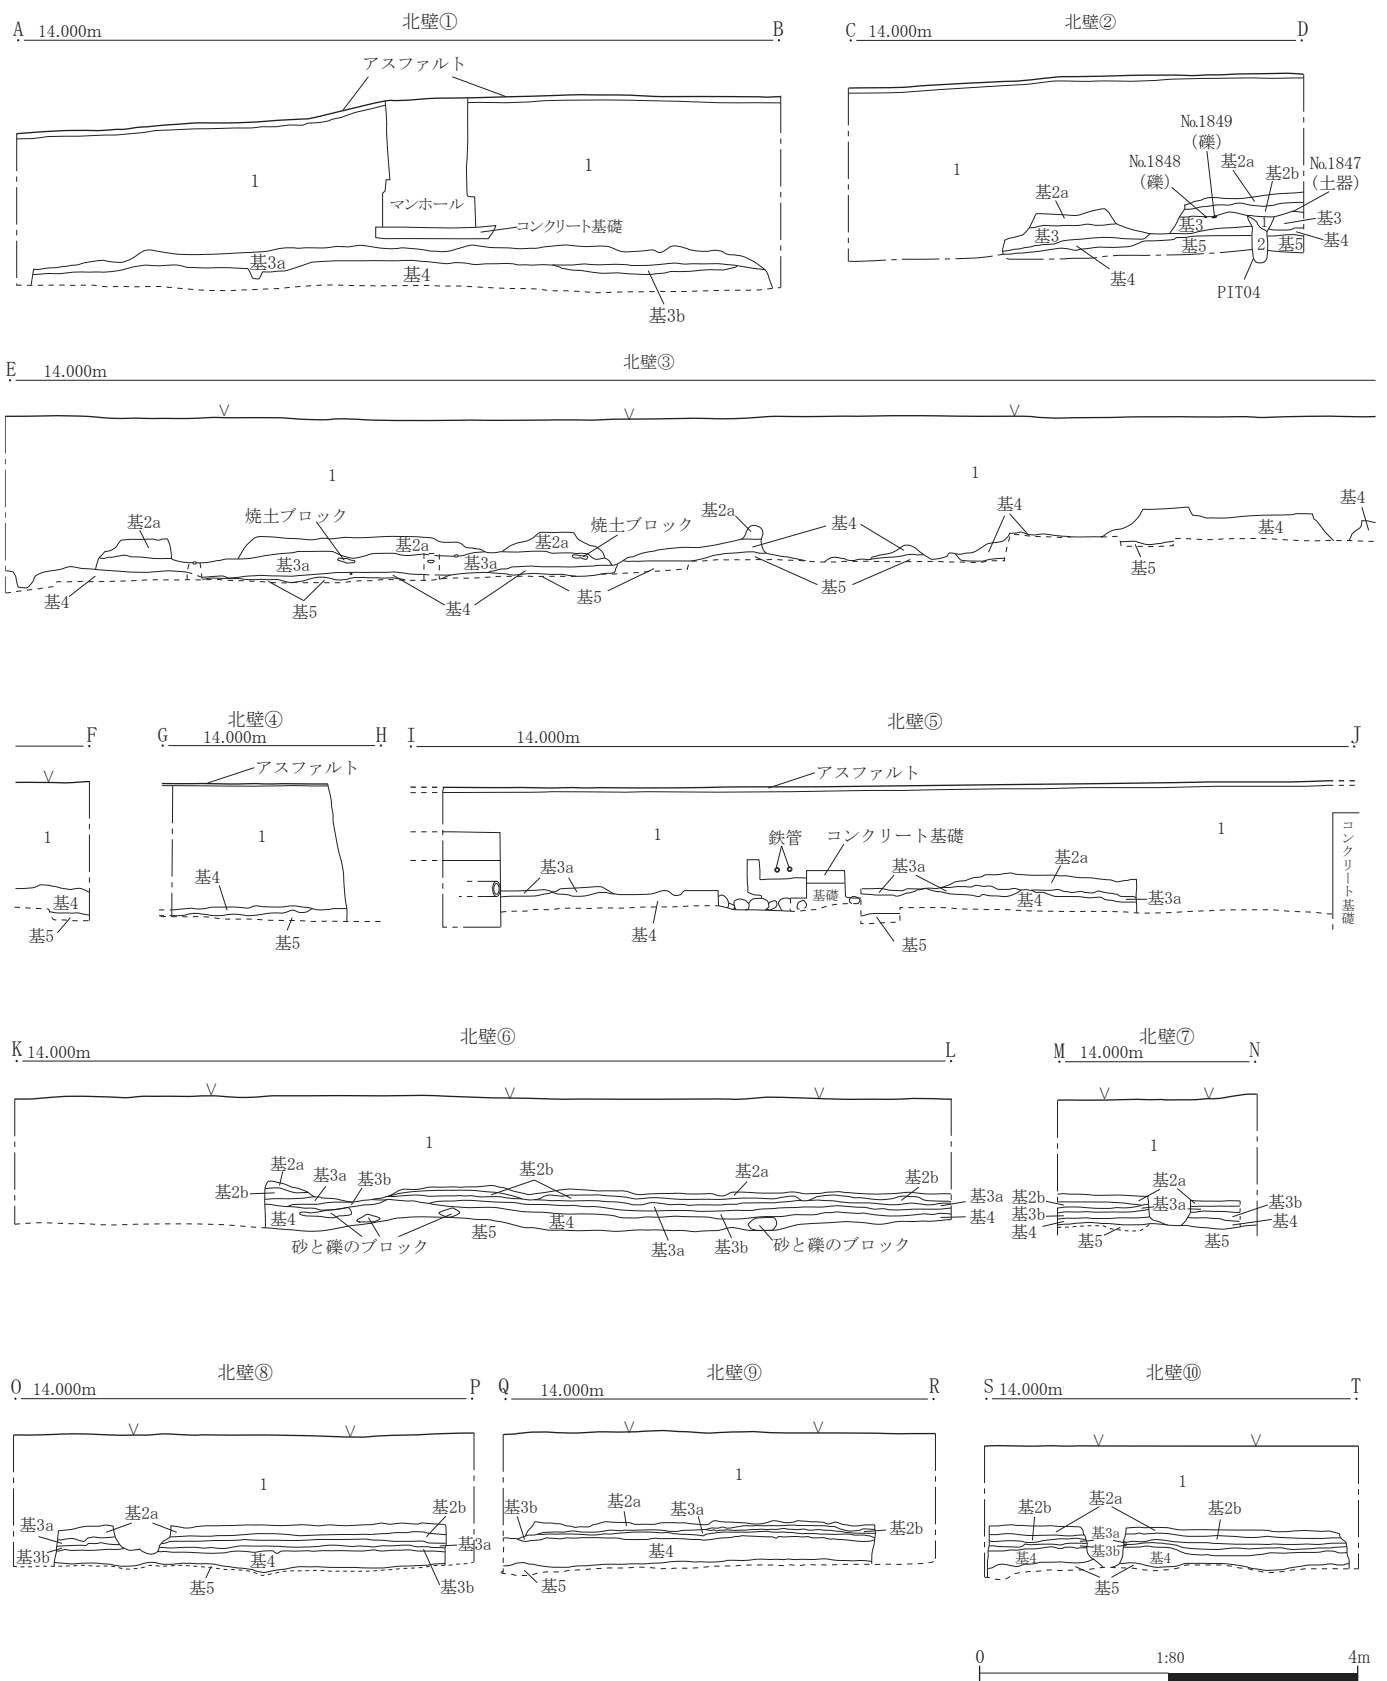 北壁①
A 14.000m B
アスファルト
1
1
マンホール
コンクリート基礎
基3a
基4
基3b
北壁②
C 14.000m D
No.1849
(礫)
No.1848
(礫)
基2a
基2b
No.1847
(土器)
1
基2a
基3
基3
1
基3
基4
基5
2
基5
基4
PIT04
北壁③
E 14.000m
1
1
基2a
焼土ブロック
基2a
基3a
基3a
基2a
焼土ブロック
基2a
基4
基4
基4
基4
基4
基5
基4
基5
基5
基5
F
1
基4
基5
北壁④
G 14.000m H
アスファルト
1
基4
基5
北壁⑤
I 14.000m J
アスファルト
1
1
鉄管
コンクリート基礎
基3a
基礎
基3a
基2a
基4
基3a
基4
基5
コンクリート基礎
北壁⑥
K 14.000m L
1
基2a
基2b
基3a
基3b
基2b
基2a
基2b
基3a
基4
基4
基5
基4
砂と礫のブロック
基3a
基3b
砂と礫のブロック
北壁⑦
M 14.000m N
1
基2a
基2b
基3a
基3b
基3b
基4
基4
基5
基5
北壁⑧
O 14.000m P
1
基2a
基2b
基3a
基3a
基3b
基4
基3b
基5
北壁⑨
Q 14.000m R
1
基3b
基2a
基3a
基2b
基4
基5
北壁⑩
S 14.000m T
1
基2b
基2a
基2b
基3a
基3b
基4
基4
基5
0 1:80 4m